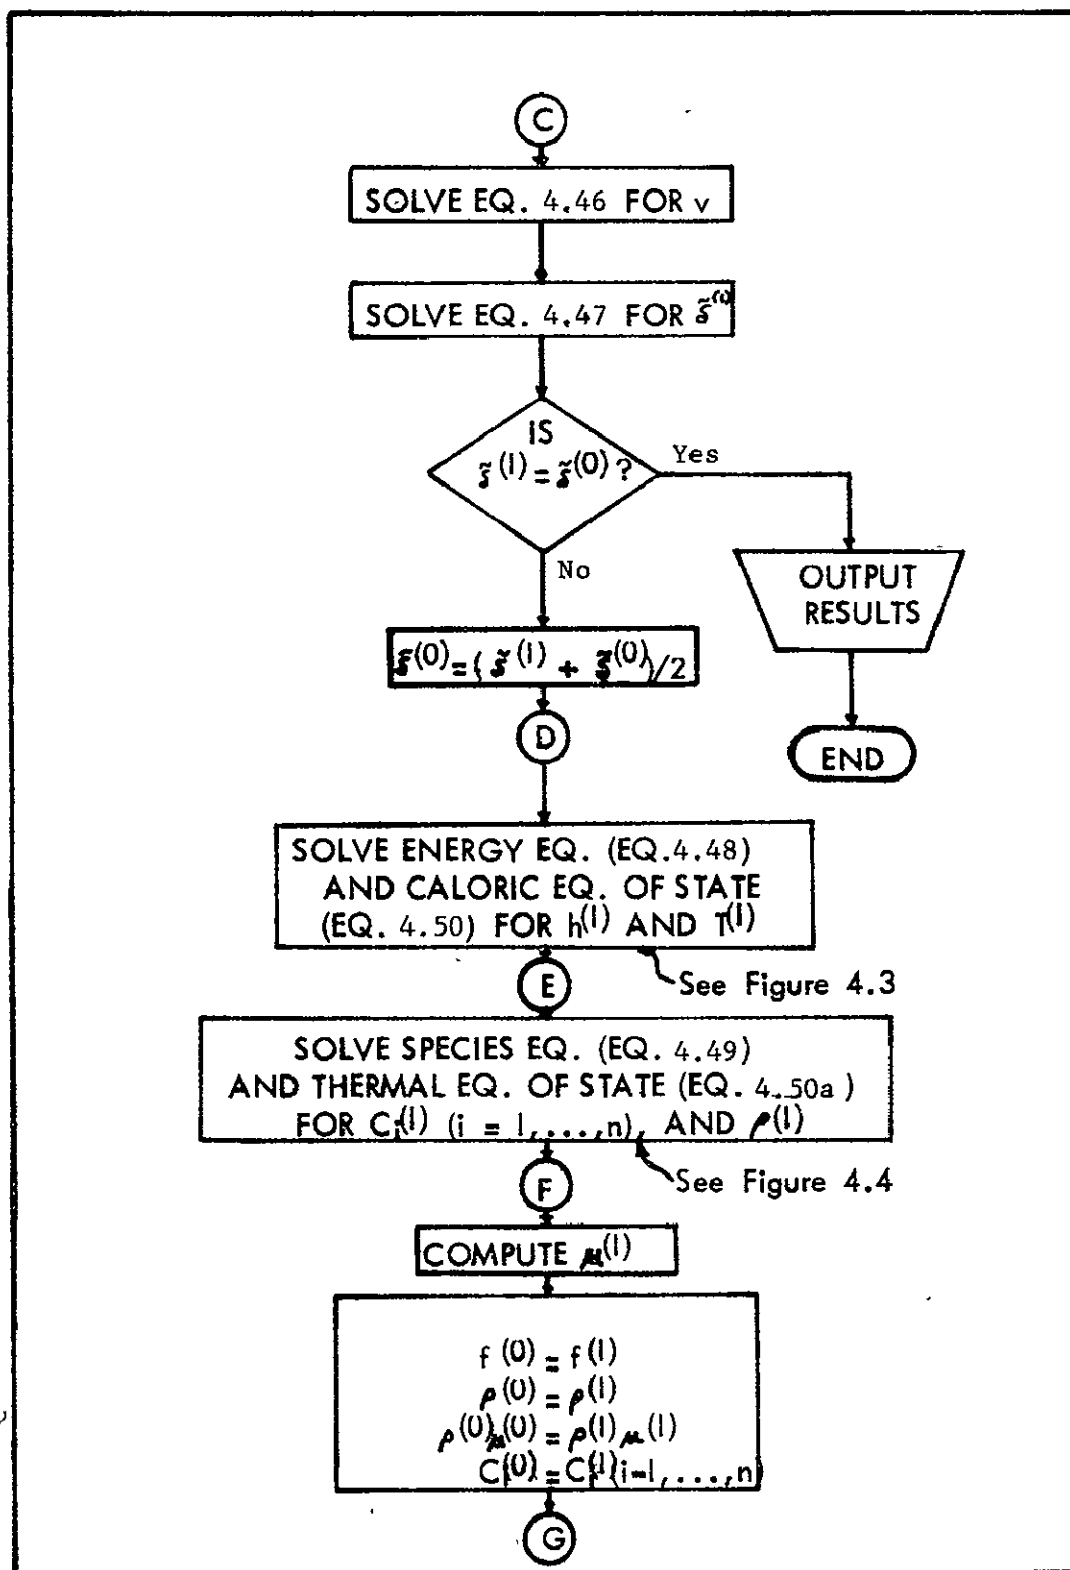 C
SOLVE EQ. 4.46 FOR v
SOLVE EQ. 4.47 FOR δ̃⁽¹⁾
IS
δ̃⁽¹⁾ = δ̃⁽⁰⁾ ?
Yes
No
OUTPUT
RESULTS
δ̃⁽⁰⁾ = (δ̃⁽¹⁾ + δ̃⁽⁰⁾)/2
D
END
SOLVE ENERGY EQ. (EQ.4.48)
AND CALORIC EQ. OF STATE
(EQ. 4.50) FOR h⁽¹⁾ AND T⁽¹⁾
See Figure 4.3
E
SOLVE SPECIES EQ. (EQ. 4.49)
AND THERMAL EQ. OF STATE (EQ. 4.50a )
FOR Cᵢ⁽¹⁾ (i = 1,...,n), AND ρ⁽¹⁾
See Figure 4.4
F
COMPUTE μ⁽¹⁾
f⁽⁰⁾ = f⁽¹⁾
ρ⁽⁰⁾ = ρ⁽¹⁾
ρ⁽⁰⁾μ⁽⁰⁾ = ρ⁽¹⁾μ⁽¹⁾
Cᵢ⁽⁰⁾ = Cᵢ⁽¹⁾(i=1,...,n)
G